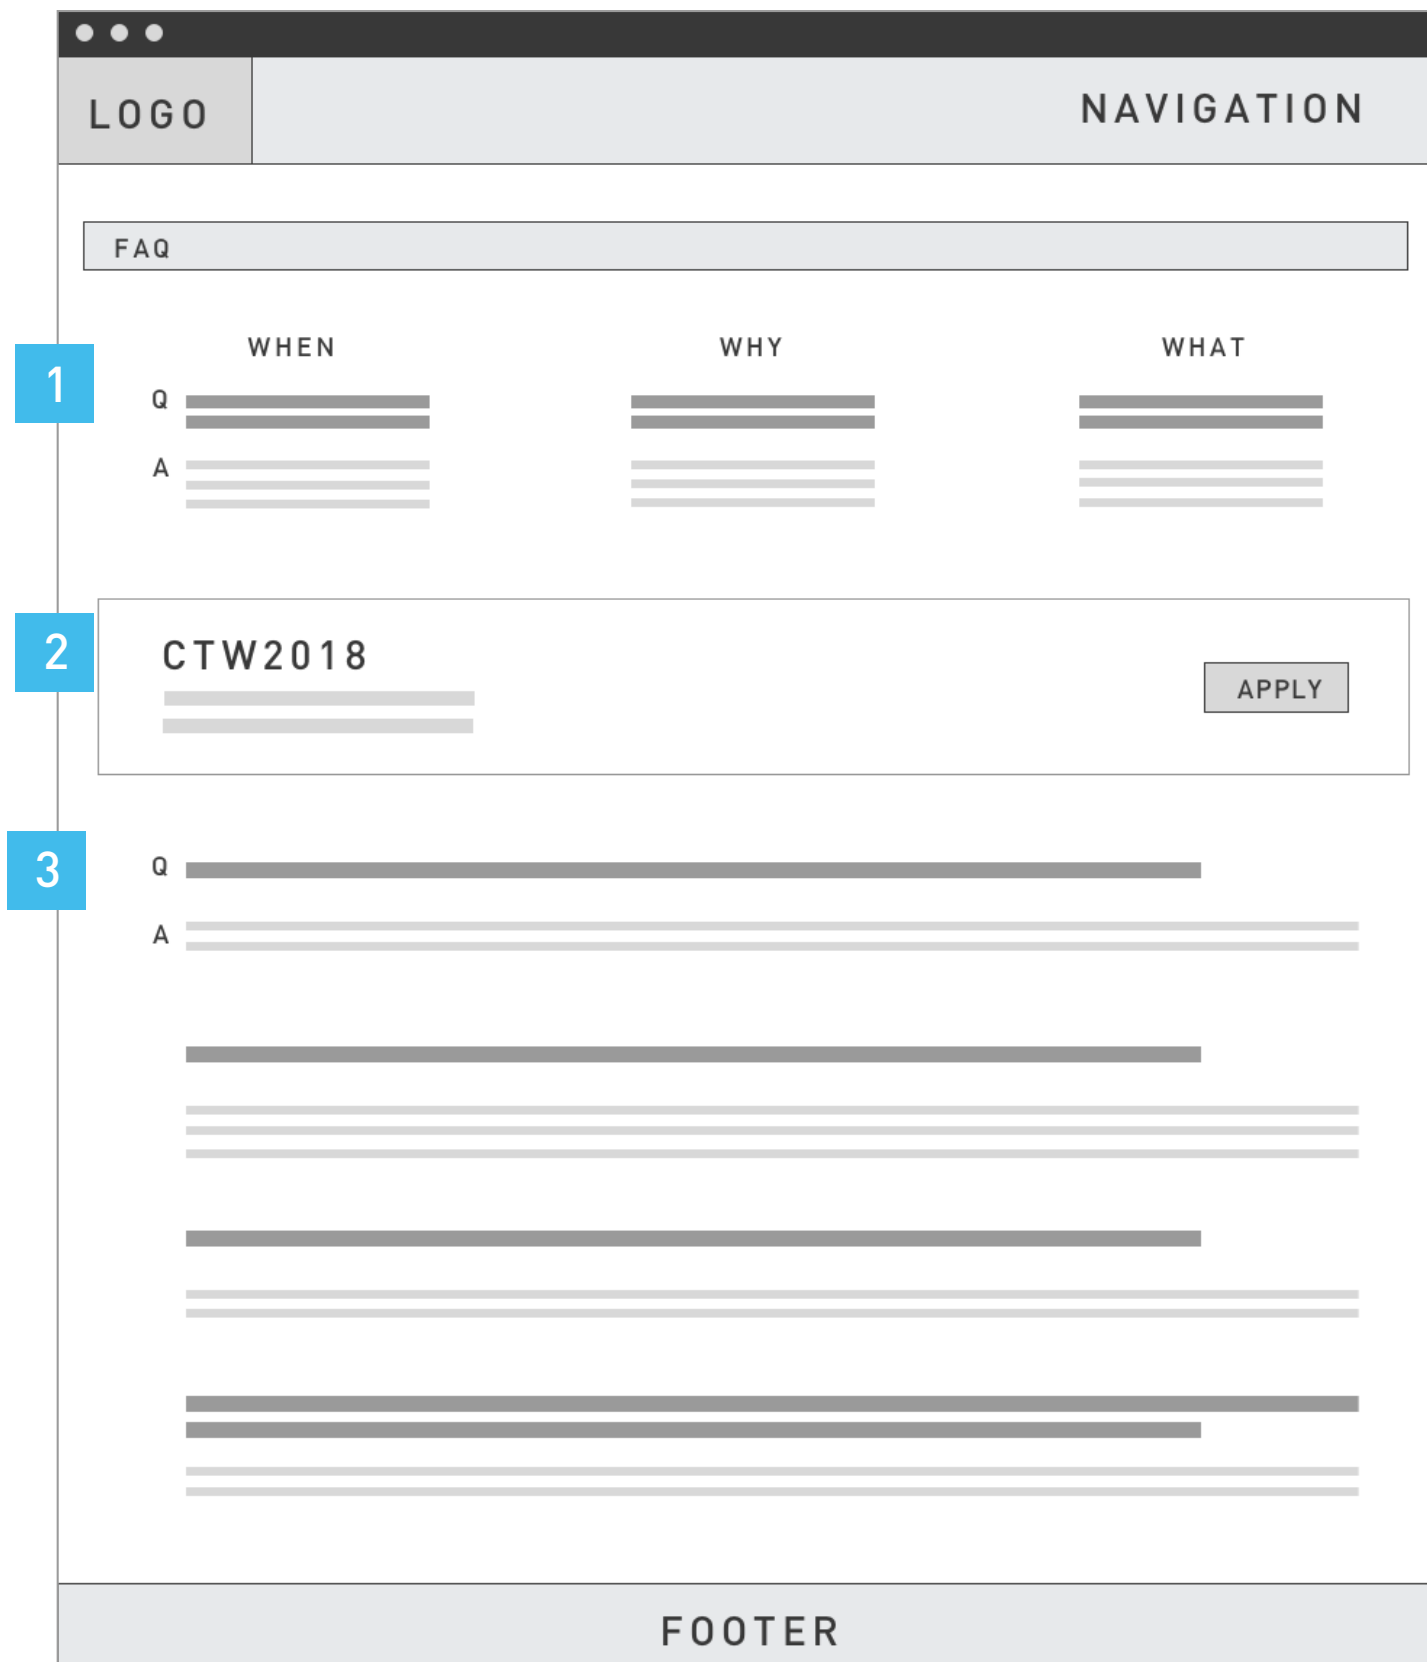 LOGO
NAVIGATION
FAQ
WHEN
WHY
WHAT
1
Q
A
2
CTW2018
APPLY
3
Q
A
FOOTER